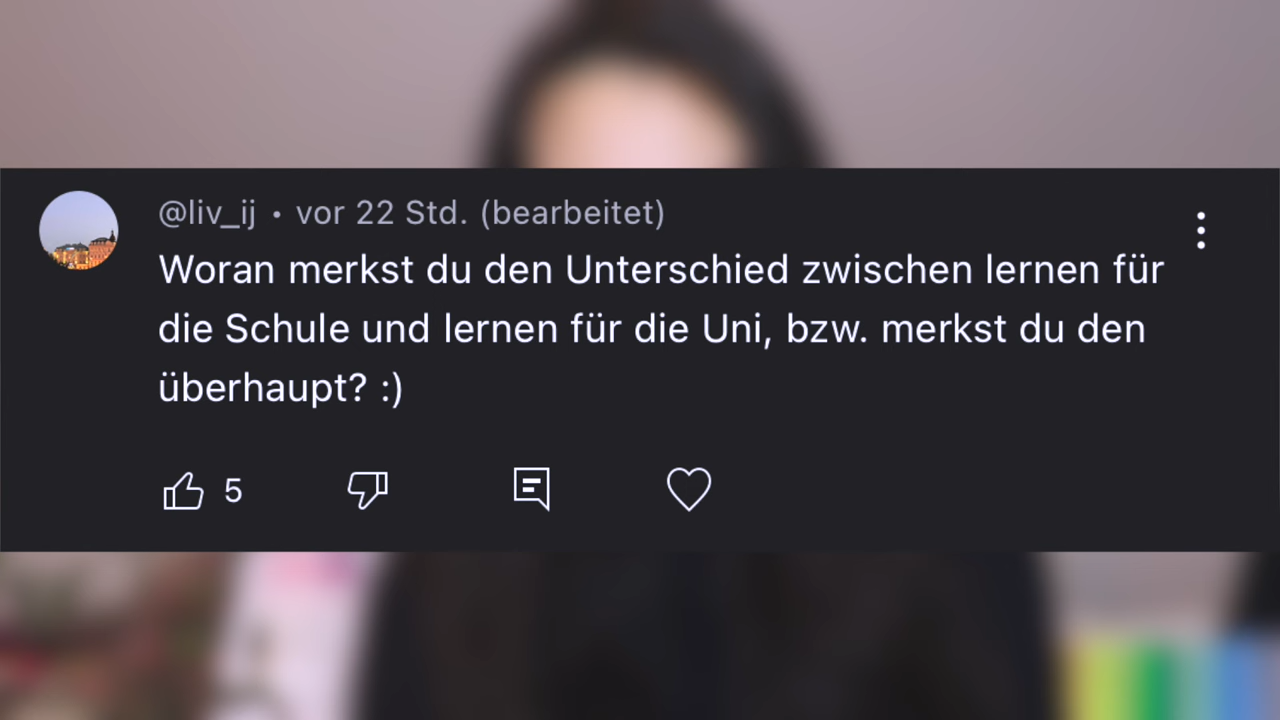 @liv_ij • vor 22 Std. (bearbeitet)
Woran merkst du den Unterschied zwischen lernen für
die Schule und lernen für die Uni, bzw. merkst du den
überhaupt? :)
5